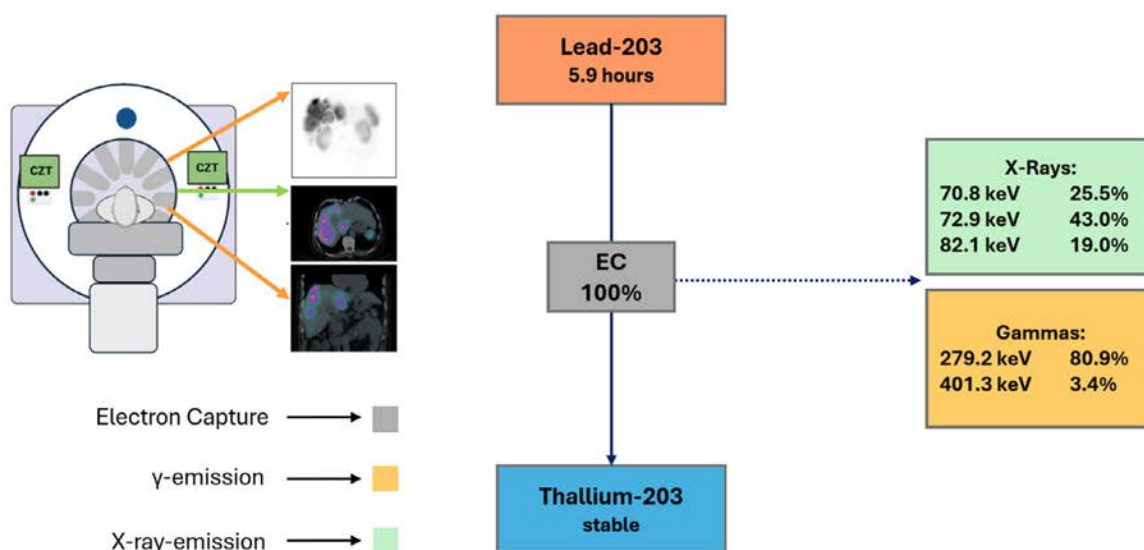 CZT
CZT
Electron Capture
γ-emission
X-ray-emission
Lead-203
5.9 hours
EC
100%
Thallium-203
stable
X-Rays:
70.8 keV 25.5%
72.9 keV 43.0%
82.1 keV 19.0%
Gammas:
279.2 keV 80.9%
401.3 keV 3.4%